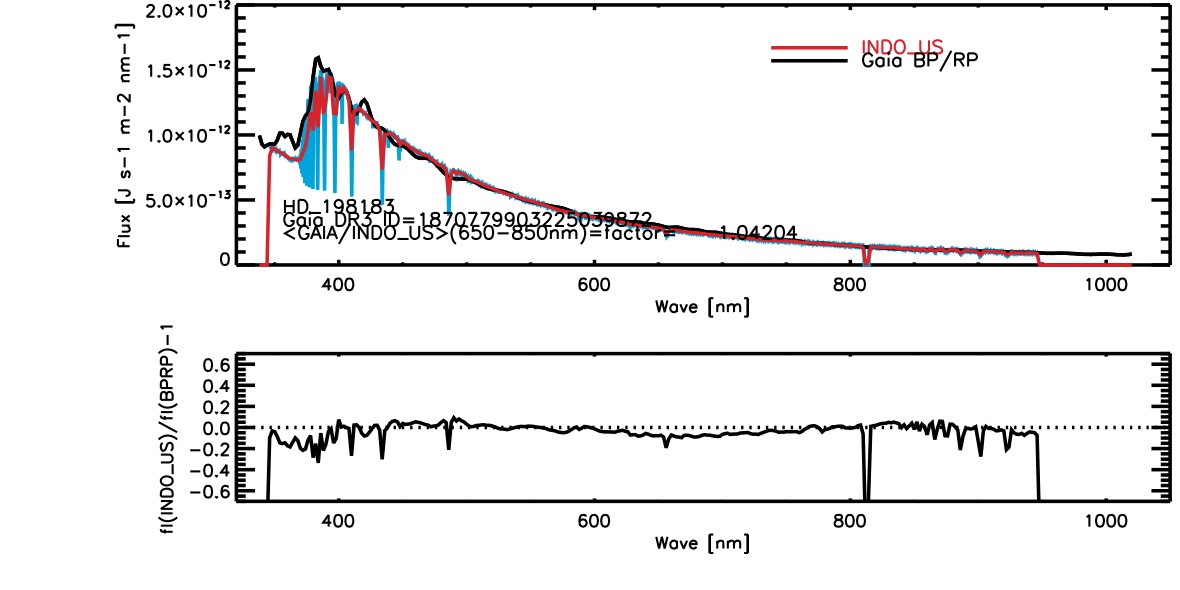 2.0×10−12
1.5×10−12
1.0×10−12
5.0×10−13
0
Flux [J s−1 m−2 nm−1]
INDO_US
Gaia BP/RP
HD_198183
Gaia DR3 ID=1870779903225039872
<GAIA/INDO_US>(650−850nm)=factor= 1.04204
400 600 800 1000
Wave [nm]
fl(INDO_US)/fl(BPRP)−1
0.6
0.4
0.2
0.0
−0.2
−0.4
−0.6
400 600 800 1000
Wave [nm]